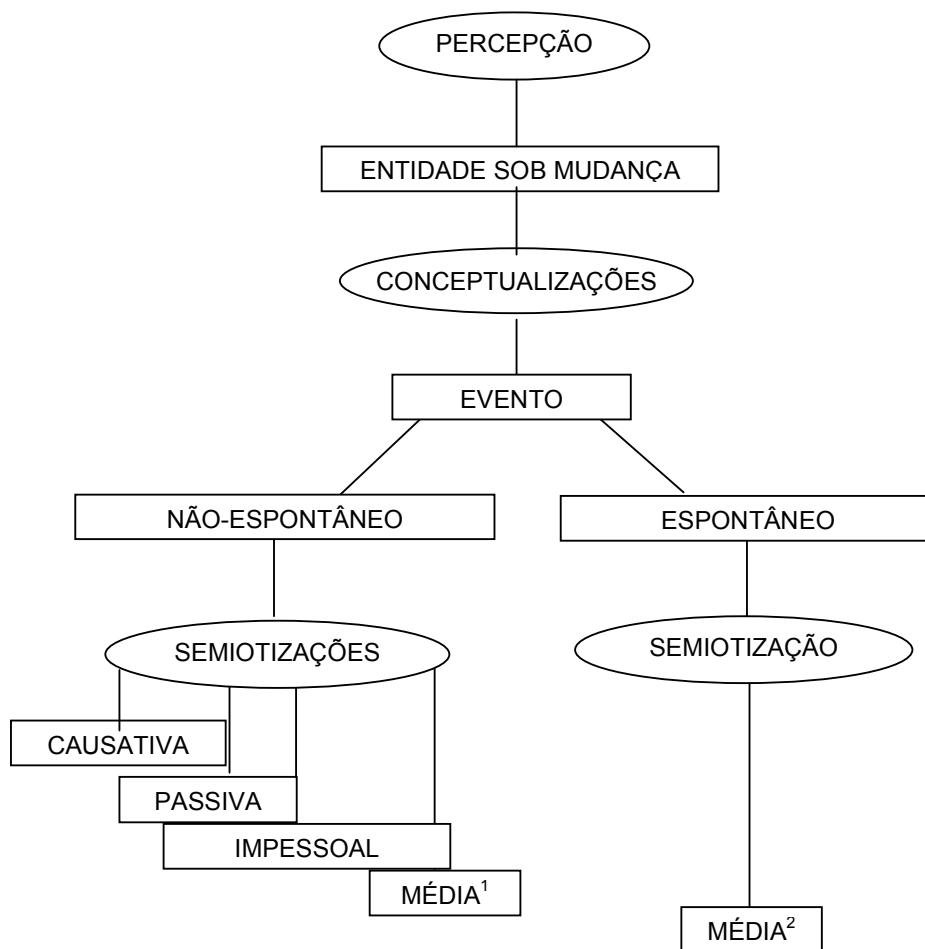 PERCEPÇÃO
ENTIDADE SOB MUDANÇA
CONCEPTUALIZAÇÕES
EVENTO
NÃO-ESPONTÂNEO
ESPONTÂNEO
SEMIOTIZAÇÕES
SEMIOTIZAÇÃO
CAUSATIVA
PASSIVA
IMPESSOAL
MÉDIA¹
MÉDIA²